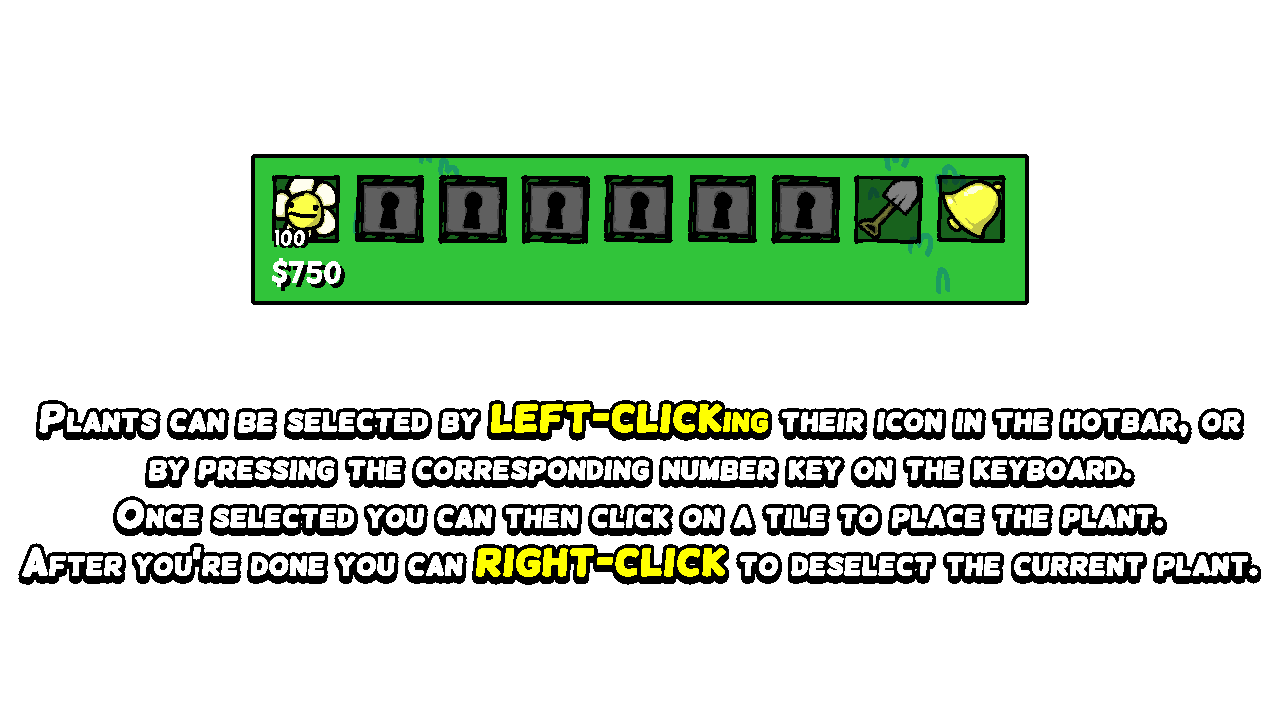 100
$750
Plants can be selected by LEFT-CLICKing their icon in the hotbar, or
by pressing the corresponding number key on the keyboard.
Once selected you can then click on a tile to place the plant.
After you're done you can RIGHT-CLICK to deselect the current plant.